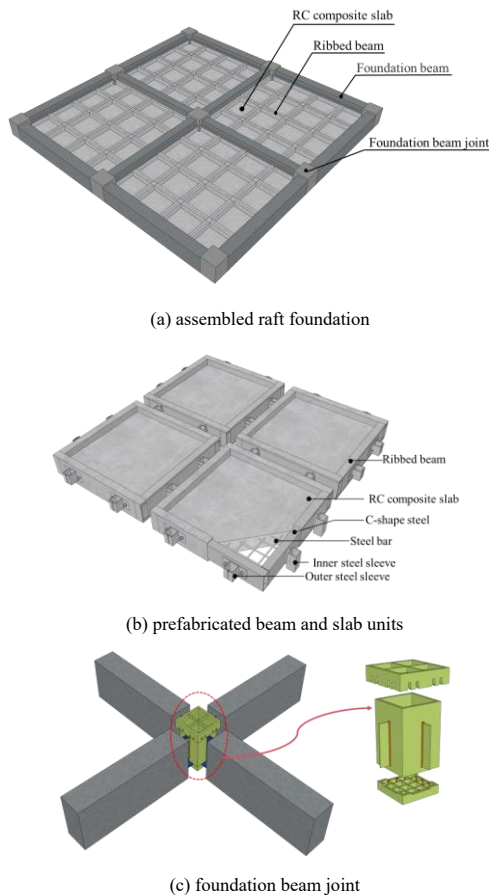 RC composite slab
Ribbed beam
Foundation beam
Foundation beam joint
(a) assembled raft foundation
Ribbed beam
RC composite slab
C-shape steel
Steel bar
Inner steel sleeve
Outer steel sleeve
(b) prefabricated beam and slab units
(c) foundation beam joint